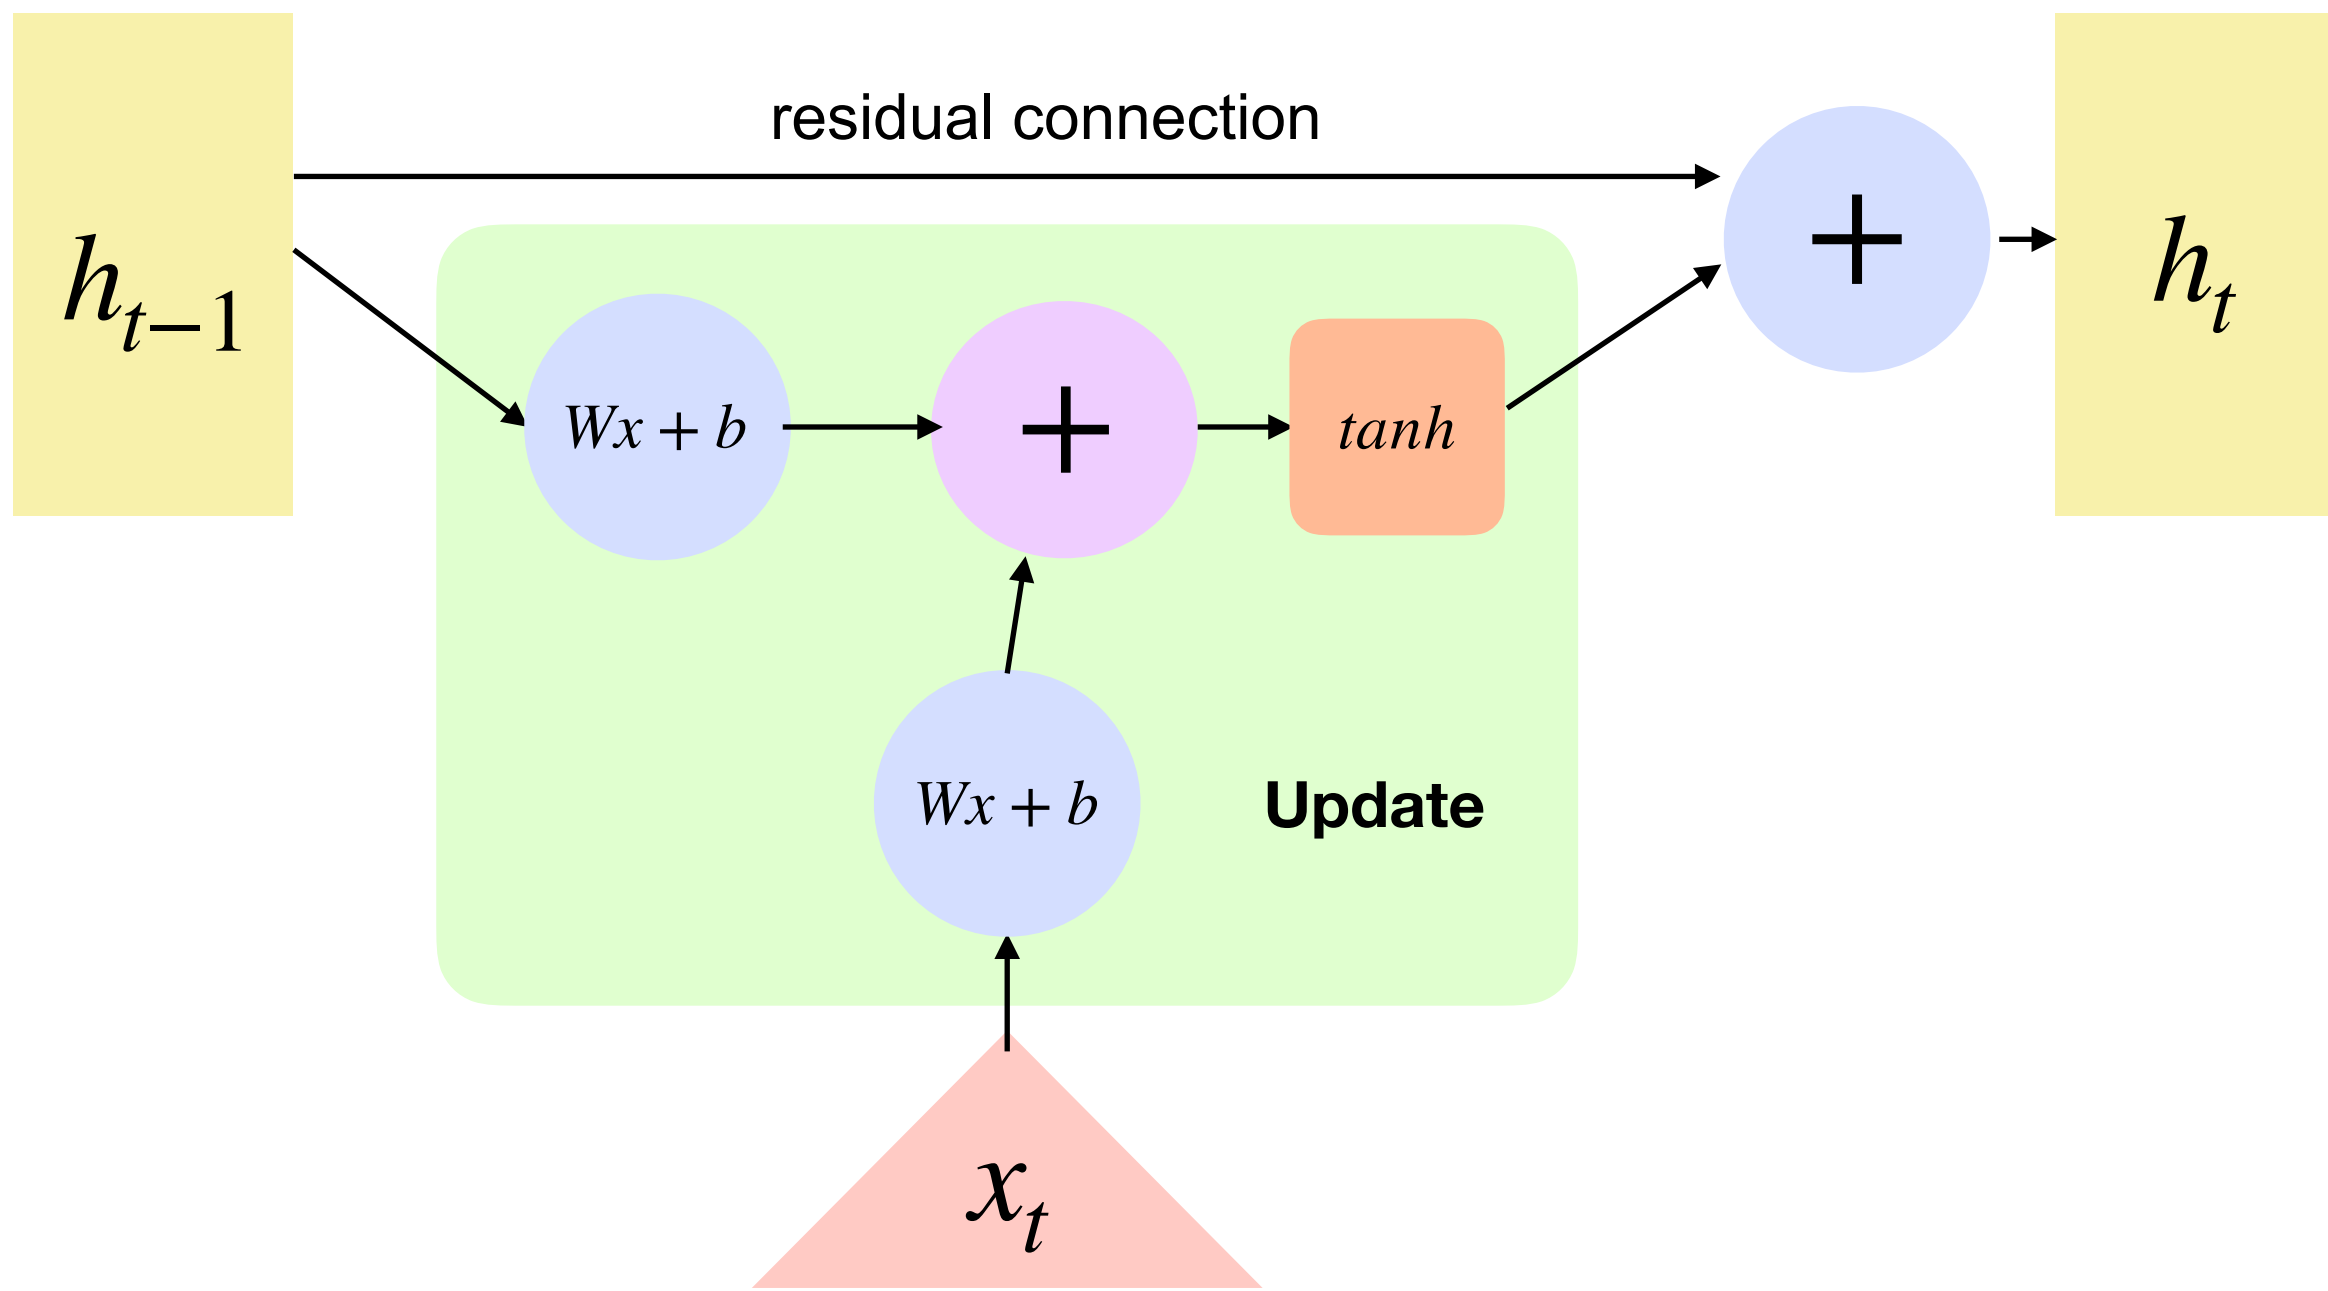 residual connection
h_{t-1}
+
h_t
Wx + b
+
tanh
Wx + b
Update
x_t